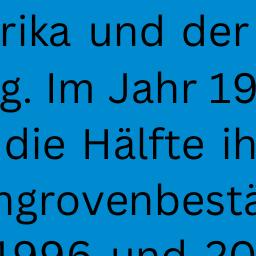 rika und der
g. Im Jahr 19
die Hälfte ih
ngrovenbestä
1996 und 20